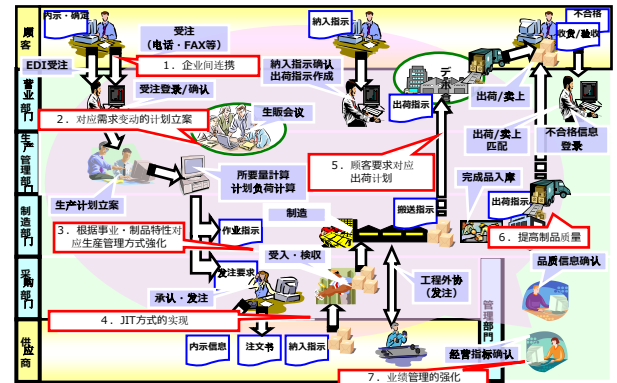 顾客
内示・确定
受注
（电话・FAX等）
纳入指示
不合格
收货/验收
EDI受注
1．企业间连携
纳入指示确认
出荷指示作成
デポ
营业部门
受注登录/确认
出荷指示
出荷/卖上
2．对应需求变动的计划立案
生贩会议
出荷/卖上
匹配
不合格信息
登录
生产管理部门
所要量计算
计划负荷计算
5．顾客要求对应
出荷计划
完成品入库
生产计划立案
出荷指示
制造部门
作业指示
制造
搬送指示
3．根据事业・制品特性对
应生产管理方式强化
6．提高制品质量
受入・検収
采购部门
发注要求
承认・发注
工程外协
（发注）
管理部门
品质信息确认
4．JIT方式的实现
供应商
内示信息
注文书
纳入指示
经营指标确认
7．业绩管理的强化